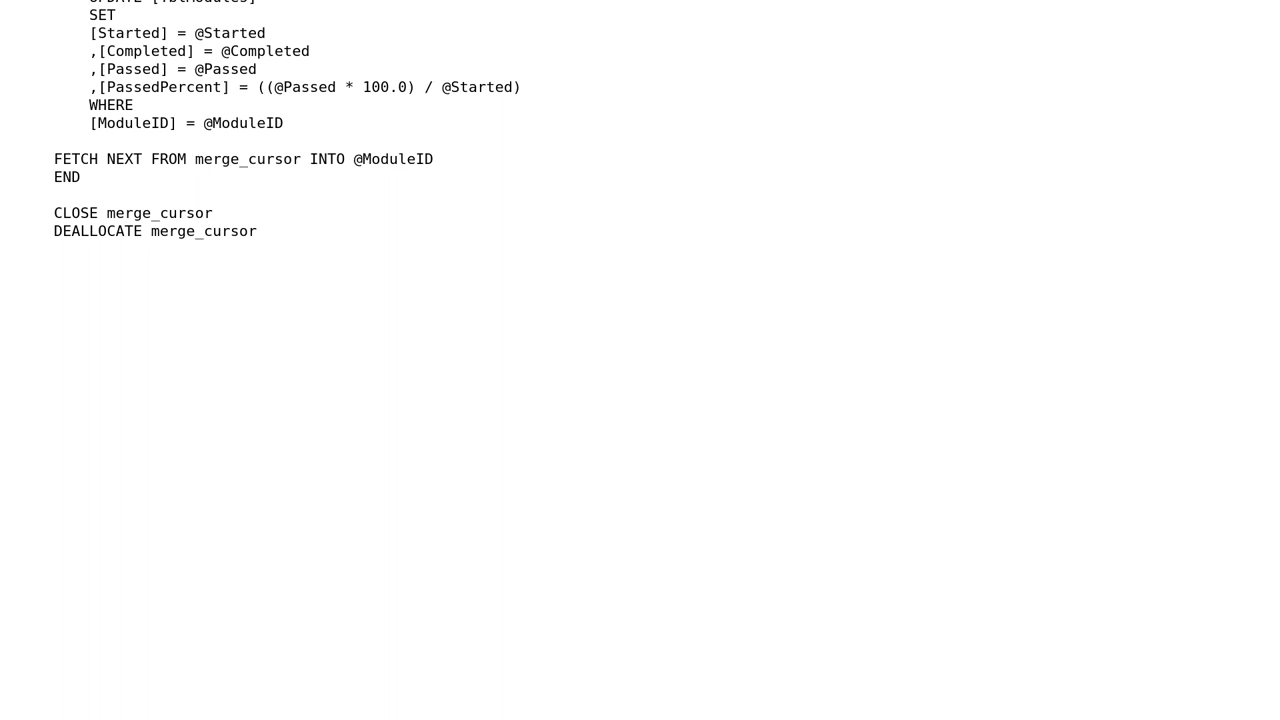 SET
[Started] = @Started
,[Completed] = @Completed
,[Passed] = @Passed
,[PassedPercent] = ((@Passed * 100.0) / @Started)
WHERE
[ModuleID] = @ModuleID
FETCH NEXT FROM merge_cursor INTO @ModuleID
END
CLOSE merge_cursor
DEALLOCATE merge_cursor